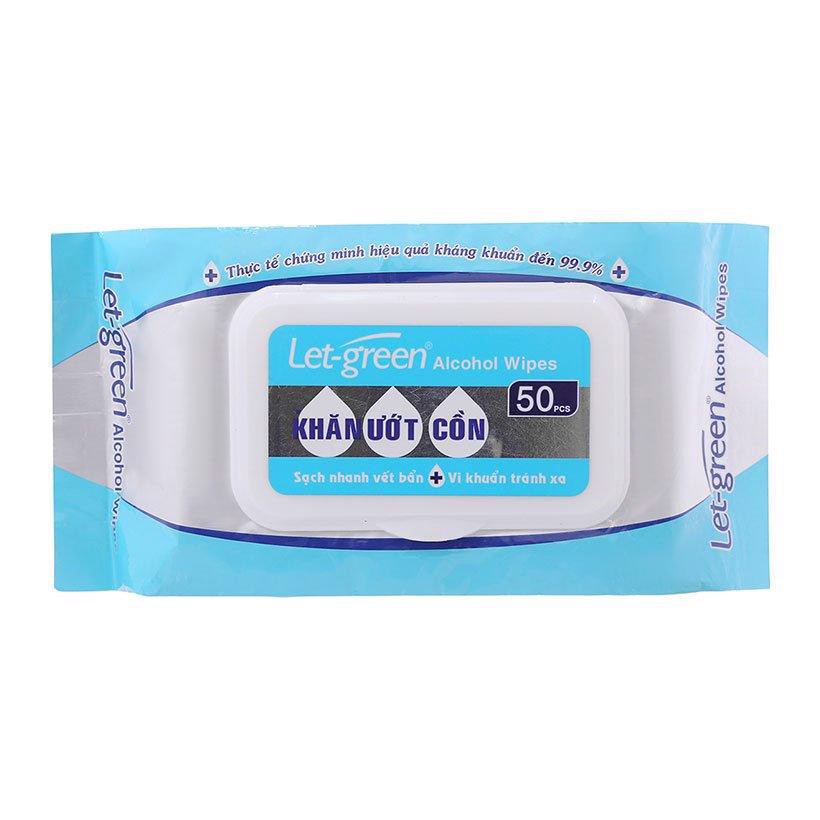 Thực tế chứng minh hiệu quả kháng khuẩn đến 99.9%
Let-green® Alcohol Wipes
Let-green® Alcohol Wipes
50 PCS
KHĂN ƯỚT CỒN
Sạch nhanh vết bẩn + Vi khuẩn tránh xa
Let-green® Alcohol Wipes